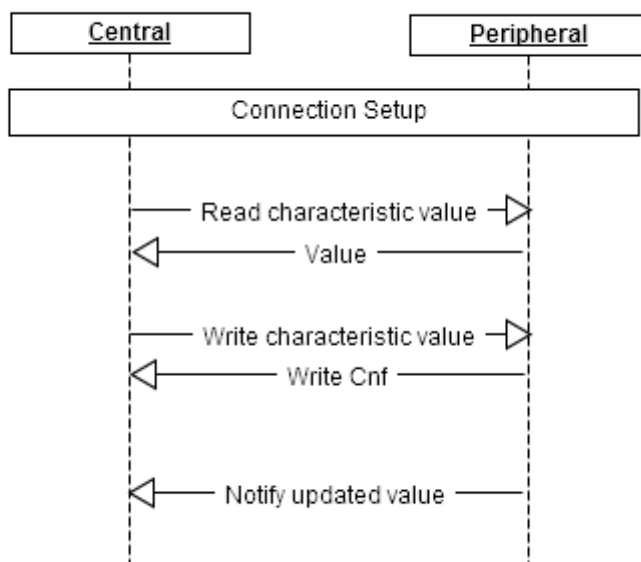 Central
Peripheral
Connection Setup
Read characteristic value
Value
Write characteristic value
Write Cnf
Notify updated value